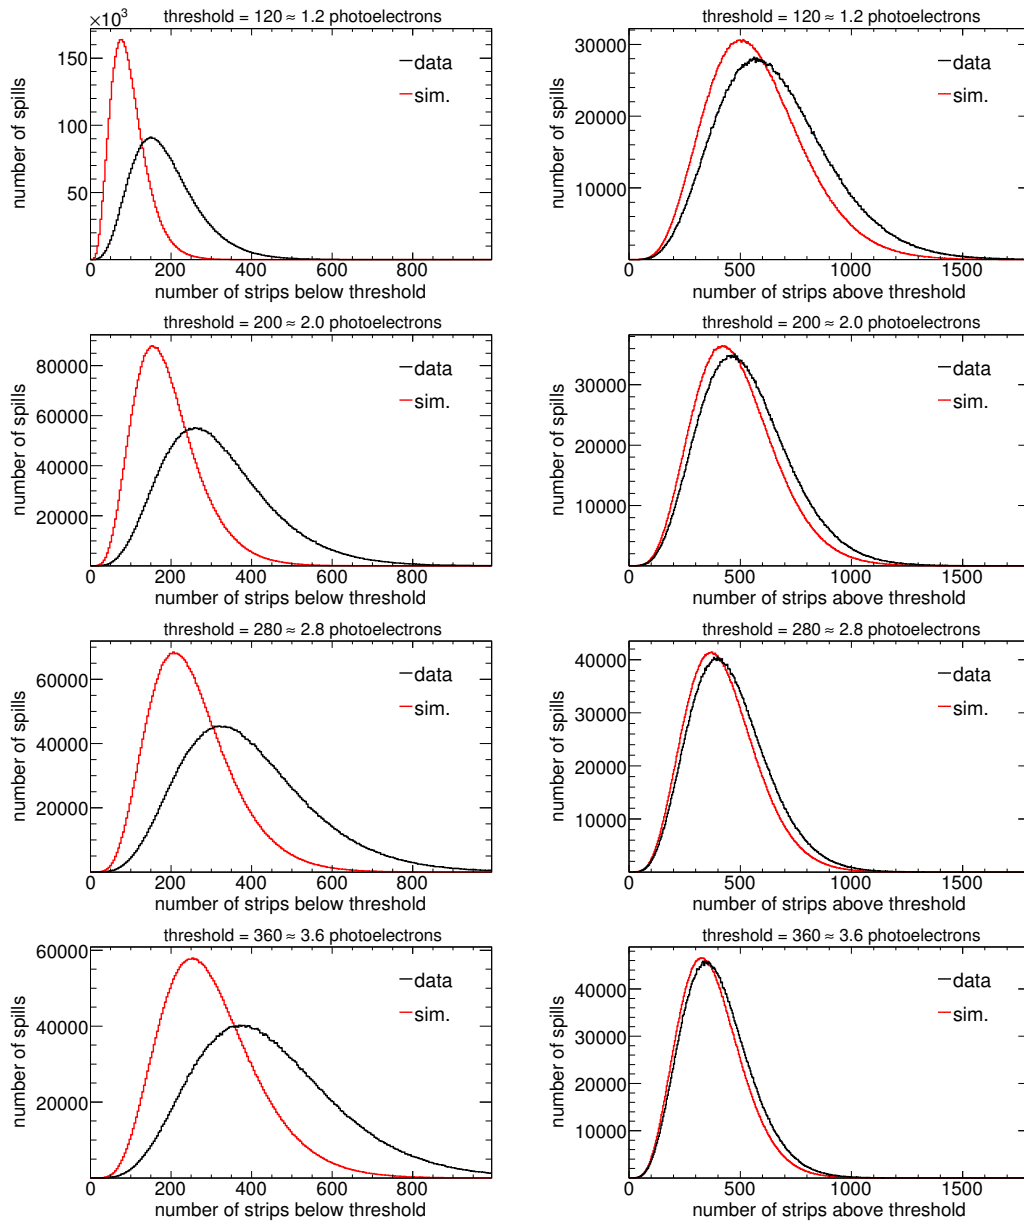 threshold = 120 ≈ 1.2 photoelectrons
×10³
150
100
50
0
number of spills
data
sim.
0 200 400 600 800
number of strips below threshold
threshold = 120 ≈ 1.2 photoelectrons
30000
20000
10000
number of spills
data
sim.
0 500 1000 1500
number of strips above threshold
threshold = 200 ≈ 2.0 photoelectrons
80000
60000
40000
20000
number of spills
data
sim.
0 200 400 600 800
number of strips below threshold
threshold = 200 ≈ 2.0 photoelectrons
30000
20000
10000
number of spills
data
sim.
0 500 1000 1500
number of strips above threshold
threshold = 280 ≈ 2.8 photoelectrons
60000
40000
20000
number of spills
data
sim.
0 200 400 600 800
number of strips below threshold
threshold = 280 ≈ 2.8 photoelectrons
40000
30000
20000
10000
number of spills
data
sim.
0 500 1000 1500
number of strips above threshold
threshold = 360 ≈ 3.6 photoelectrons
60000
40000
20000
number of spills
data
sim.
0 200 400 600 800
number of strips below threshold
threshold = 360 ≈ 3.6 photoelectrons
40000
30000
20000
10000
number of spills
data
sim.
0 500 1000 1500
number of strips above threshold